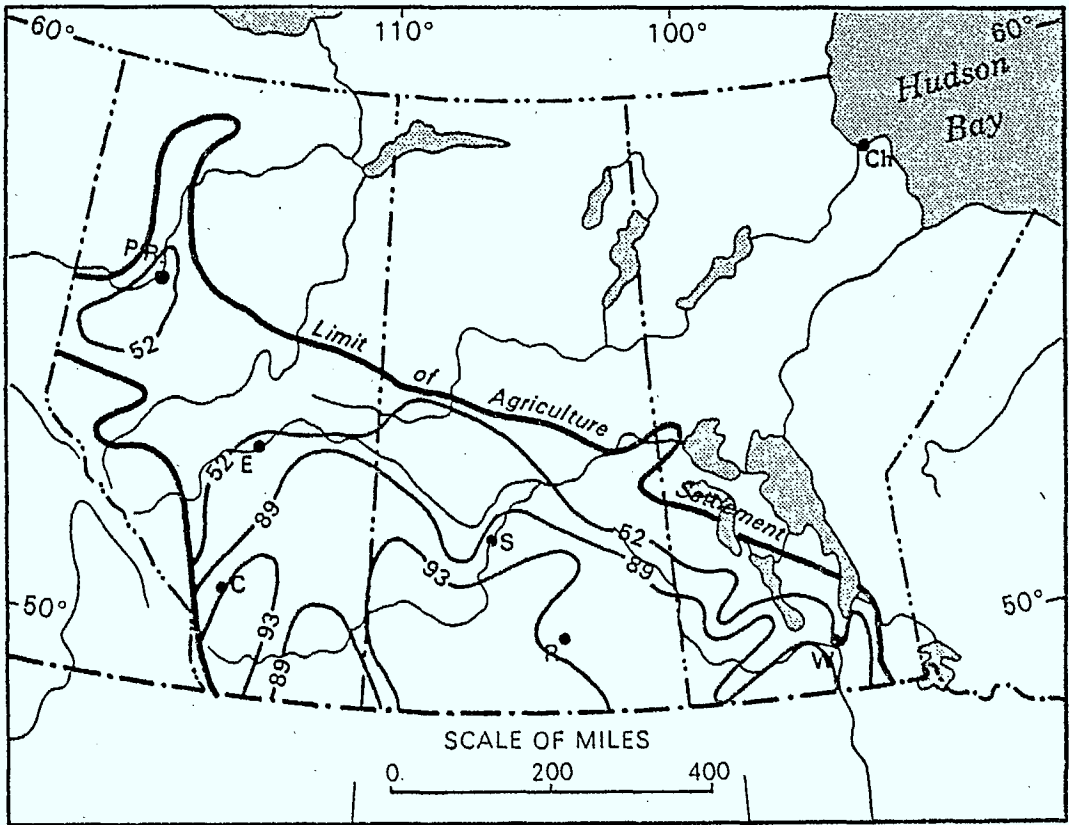 60°
110°
100°
60°
Hudson
Bay
Ch
P.R.
52
Limit
of
Agriculture
Settlement
52
E
89
S
52
93
89
C
93
89
R
W
50°
50°
SCALE OF MILES
0. 200 400